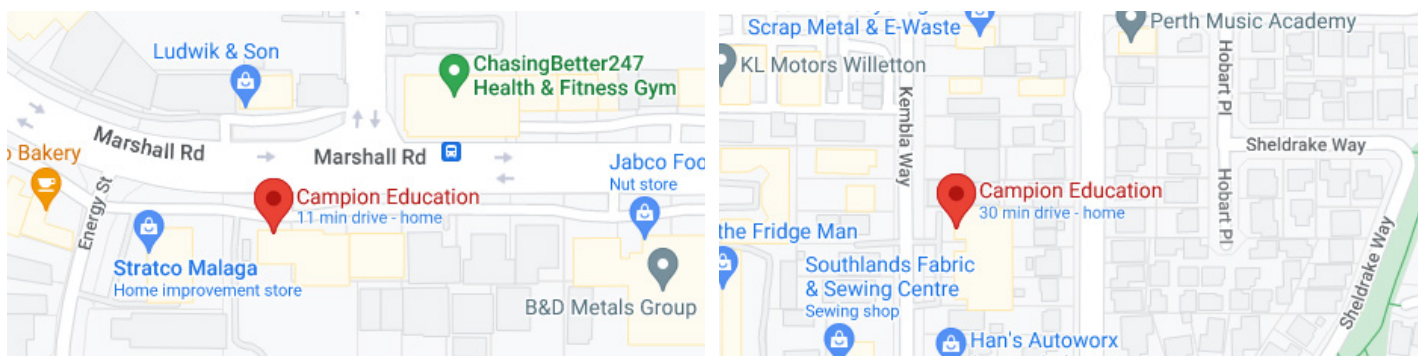 Ludwik & Son
ChasingBetter247
Health & Fitness Gym
Marshall Rd
Marshall Rd
Bakery
Jabco Foo
Nut store
Campion Education
11 min drive - home
Energy St
Stratco Malaga
Home improvement store
B&D Metals Group
Scrap Metal & E-Waste
Perth Music Academy
KL Motors Willetton
Hobart Pl
Kembla Way
Sheldrake Way
Campion Education
30 min drive - home
Hobart Pl
the Fridge Man
Southlands Fabric
& Sewing Centre
Sewing shop
Sheldrake Way
Han's Autoworx